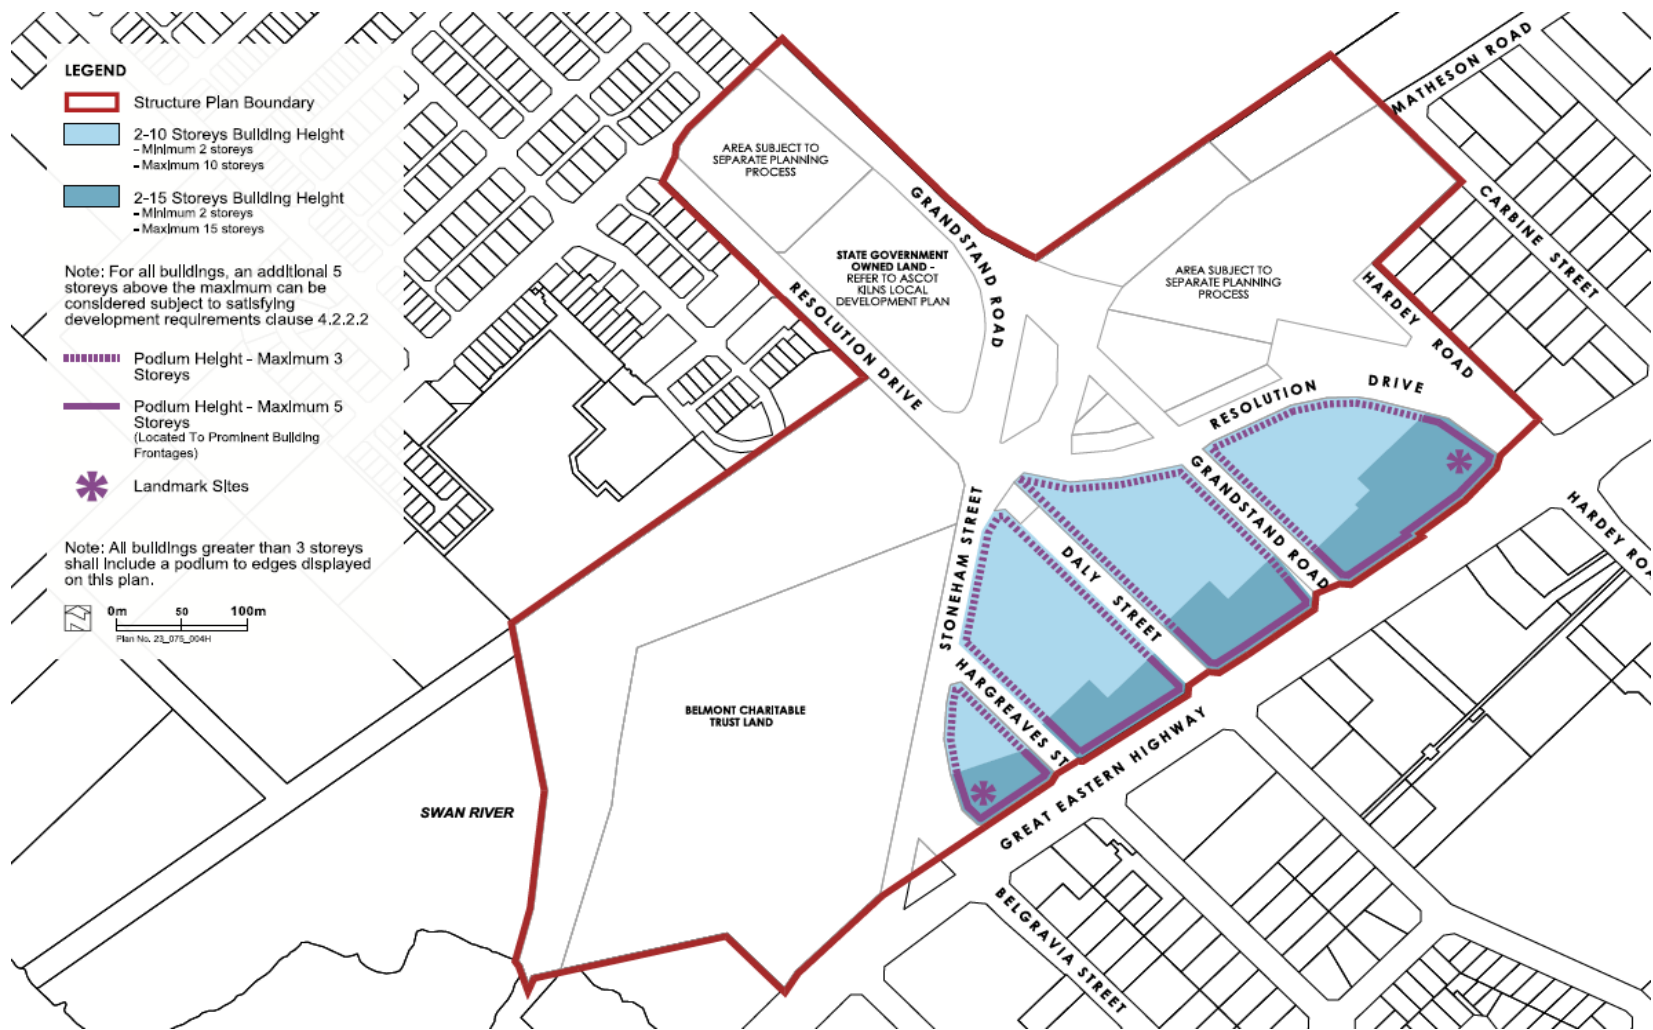 LEGEND
Structure Plan Boundary
2-10 Storeys Building Height
- Minimum 2 storeys
- Maximum 10 storeys
2-15 Storeys Building Height
- Minimum 2 storeys
- Maximum 15 storeys
Note: For all buildings, an additional 5
storeys above the maximum can be
considered subject to satisfying
development requirements clause 4.2.2.2
Podium Height - Maximum 3
Storeys
Podium Height - Maximum 5
Storeys
(Located To Prominent Building
Frontages)
Landmark Sites
Note: All buildings greater than 3 storeys
shall include a podium to edges displayed
on this plan.
0m 50 100m
Plan No. 23_075_004H
AREA SUBJECT TO
SEPARATE PLANNING
PROCESS
STATE GOVERNMENT
OWNED LAND -
REFER TO ASCOT
KILNS LOCAL
DEVELOPMENT PLAN
GRANDSTAND ROAD
RESOLUTION DRIVE
AREA SUBJECT TO
SEPARATE PLANNING
PROCESS
MATHESON ROAD
CARBINE STREET
HARDEY ROAD
RESOLUTION DRIVE
GRANDSTAND ROAD
HARDEY ROA
STONEHAM STREET
DALY STREET
HARGREAVES ST
GREAT EASTERN HIGHWAY
BELMONT CHARITABLE
TRUST LAND
SWAN RIVER
BELGRAVIA STREET